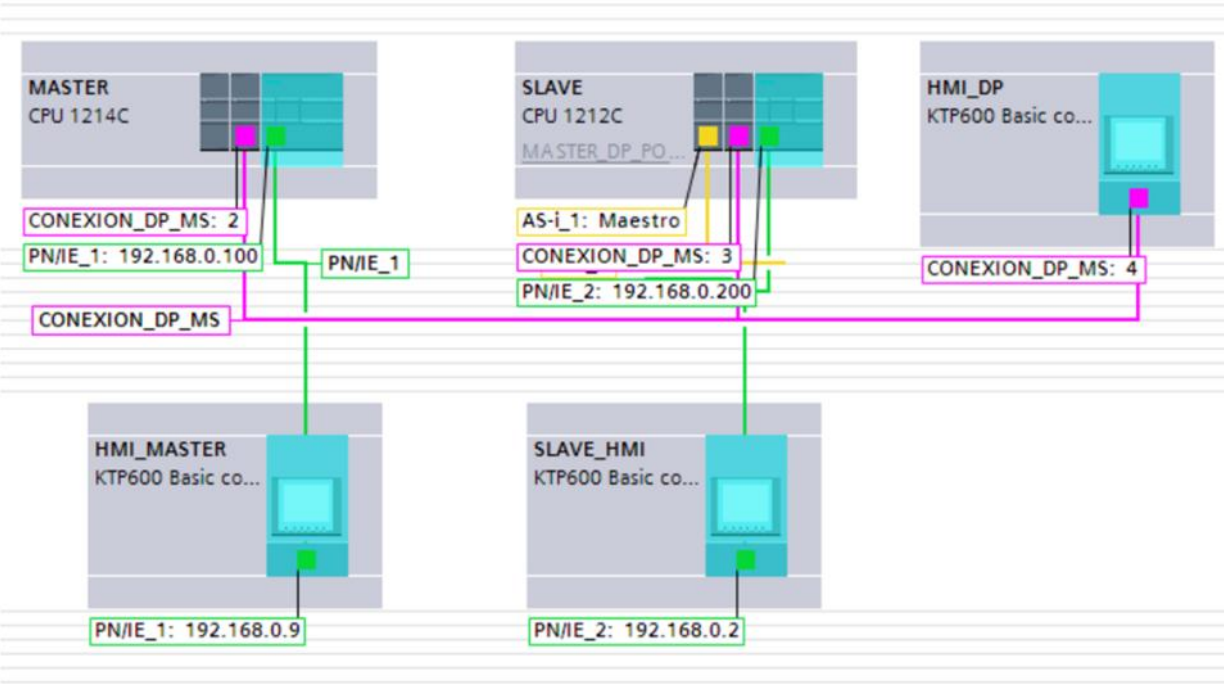 MASTER
CPU 1214C
CONEXION_DP_MS: 2
PN/IE_1: 192.168.0.100
PN/IE_1
CONEXION_DP_MS
SLAVE
CPU 1212C
MASTER_DP_PO...
AS-i_1: Maestro
CONEXION_DP_MS: 3
PN/IE_2: 192.168.0.200
HMI_DP
KTP600 Basic co...
CONEXION_DP_MS: 4
HMI_MASTER
KTP600 Basic co...
PN/IE_1: 192.168.0.9
SLAVE_HMI
KTP600 Basic co...
PN/IE_2: 192.168.0.2